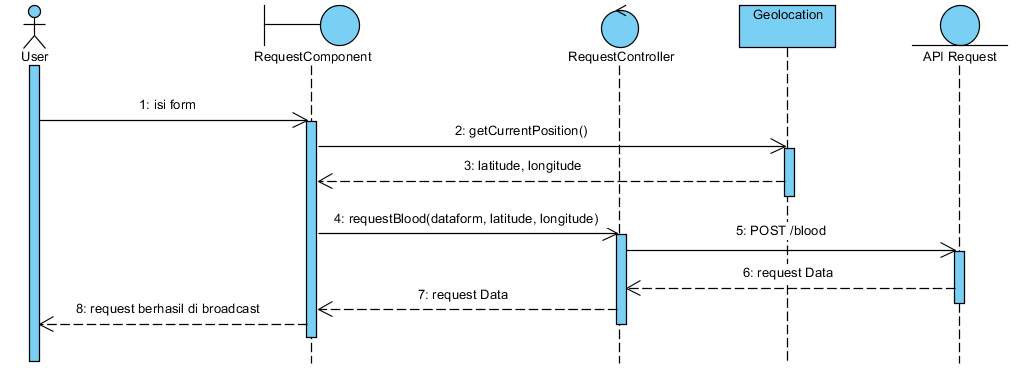 Geolocation
User
RequestComponent
RequestController
API Request
1: isi form
2: getCurrentPosition()
3: latitude, longitude
4: requestBlood(dataform, latitude, longitude)
5: POST /blood
6: request Data
7: request Data
8: request berhasil di broadcast